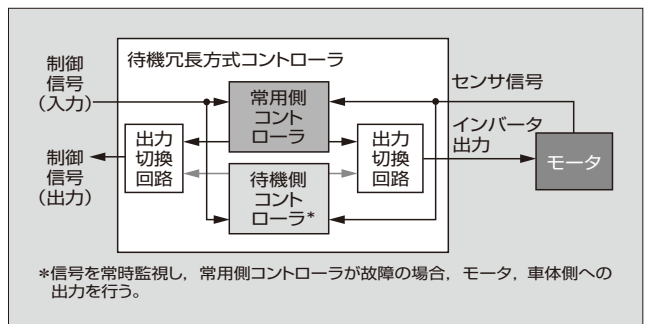 待機冗長方式コントローラ
制御
信号
（入力）
常用側
コント
ローラ
センサ信号
インバータ
出力
出力
切換
回路
出力
切換
回路
モータ
制御
信号
（出力）
待機側
コント
ローラ*
*信号を常時監視し，常用側コントローラが故障の場合，モータ，車体側への
出力を行う。